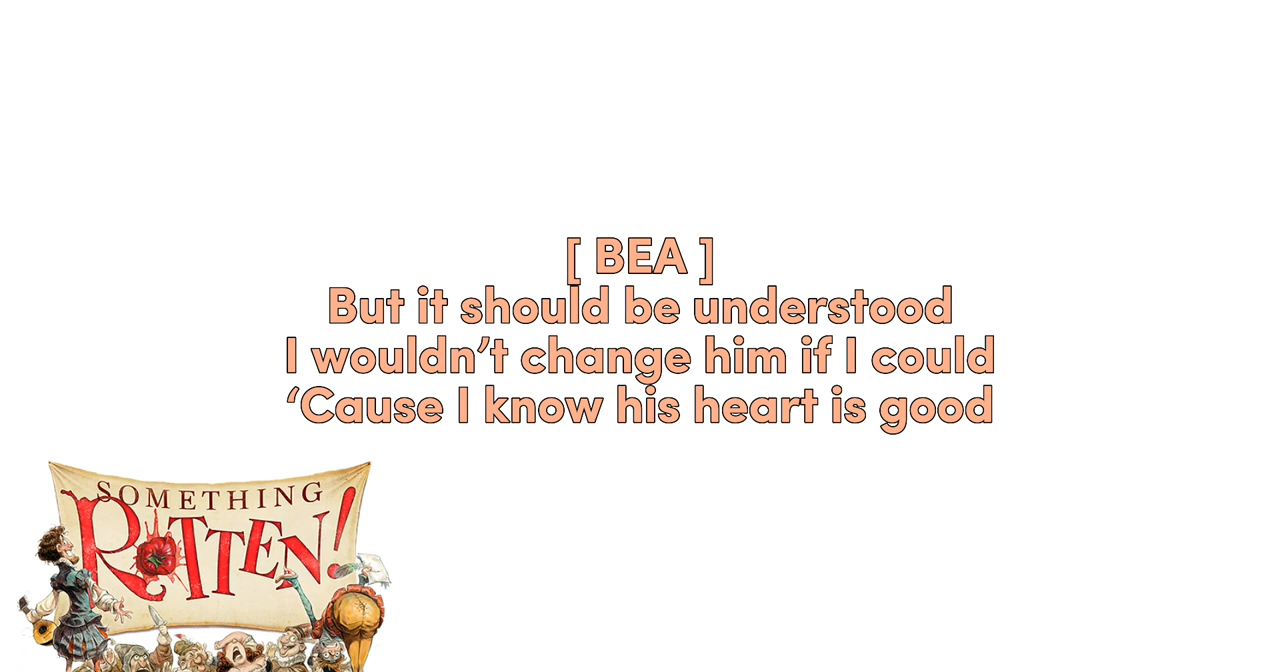 [ BEA ]
But it should be understood
I wouldn’t change him if I could
‘Cause I know his heart is good
SOMETHING
ROTTEN!